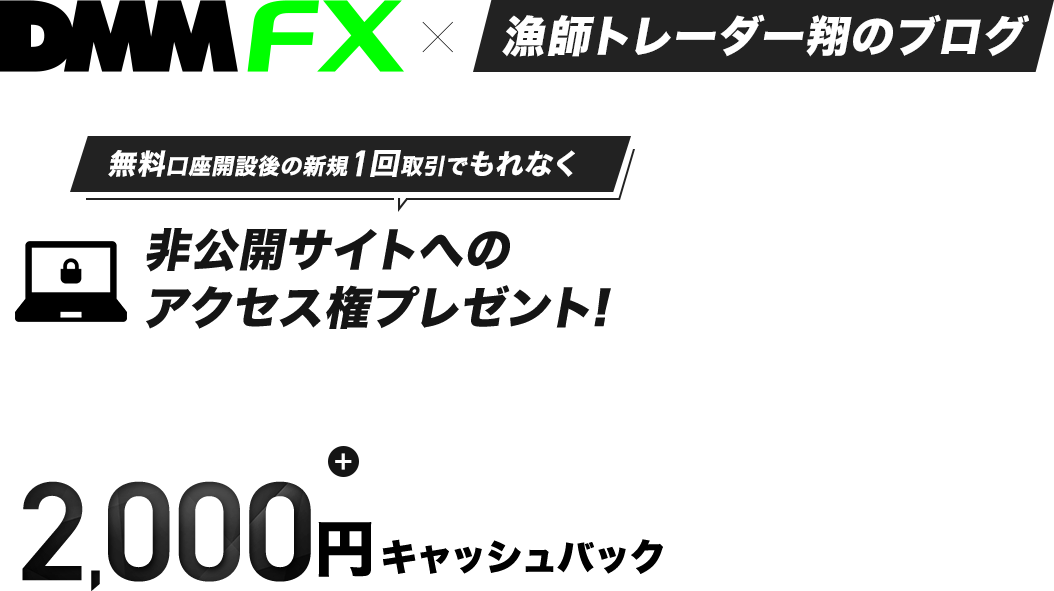 DMM FX × 漁師トレーダー翔のブログ
無料口座開設後の新規1回取引でもれなく
非公開サイトへの
アクセス権プレゼント!
+
2,000円キャッシュバック